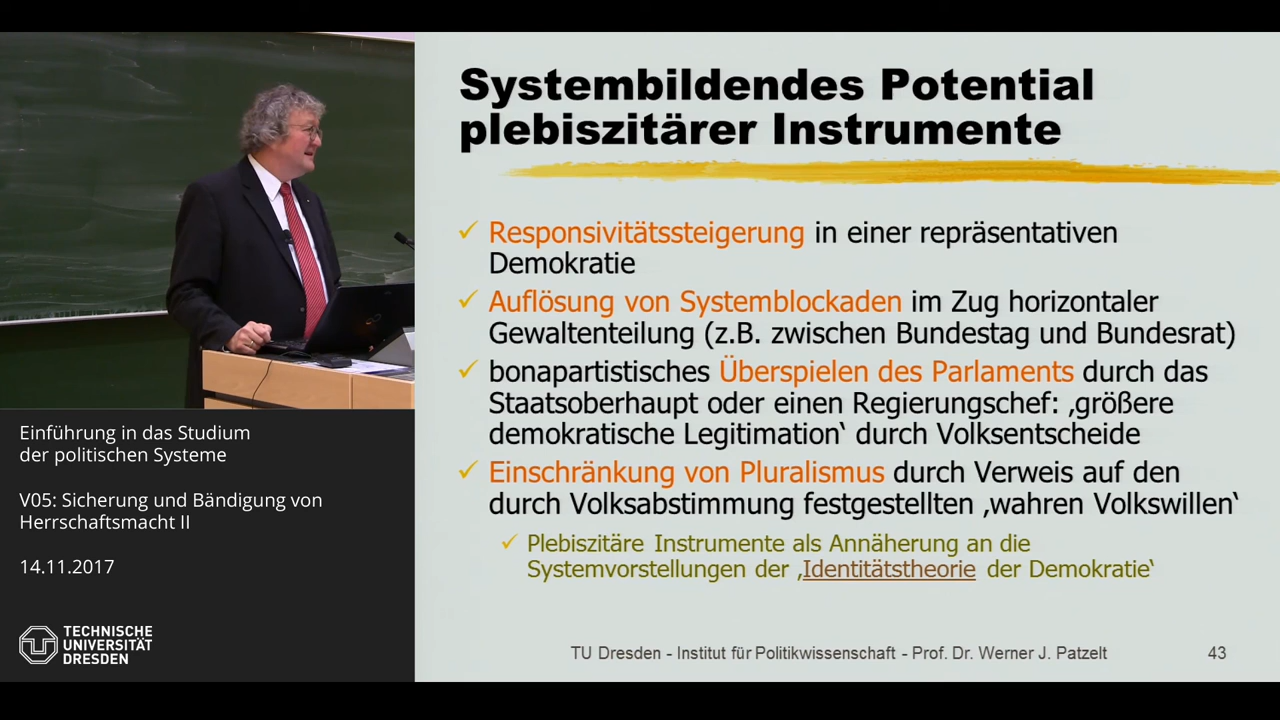 Systembildendes Potential
plebiszitärer Instrumente
Responsivitätssteigerung in einer repräsentativen
Demokratie
Auflösung von Systemblockaden im Zug horizontaler
Gewaltenteilung (z.B. zwischen Bundestag und Bundesrat)
bonapartistisches Überspielen des Parlaments durch das
Staatsoberhaupt oder einen Regierungschef: ‚größere
demokratische Legitimation‘ durch Volksentscheide
Einschränkung von Pluralismus durch Verweis auf den
durch Volksabstimmung festgestellten ‚wahren Volkswillen‘
Plebiszitäre Instrumente als Annäherung an die
Systemvorstellungen der ‚Identitätstheorie der Demokratie‘
TU Dresden - Institut für Politikwissenschaft - Prof. Dr. Werner J. Patzelt
43
Einführung in das Studium
der politischen Systeme
V05: Sicherung und Bändigung von
Herrschaftsmacht II
14.11.2017
TECHNISCHE
UNIVERSITÄT
DRESDEN